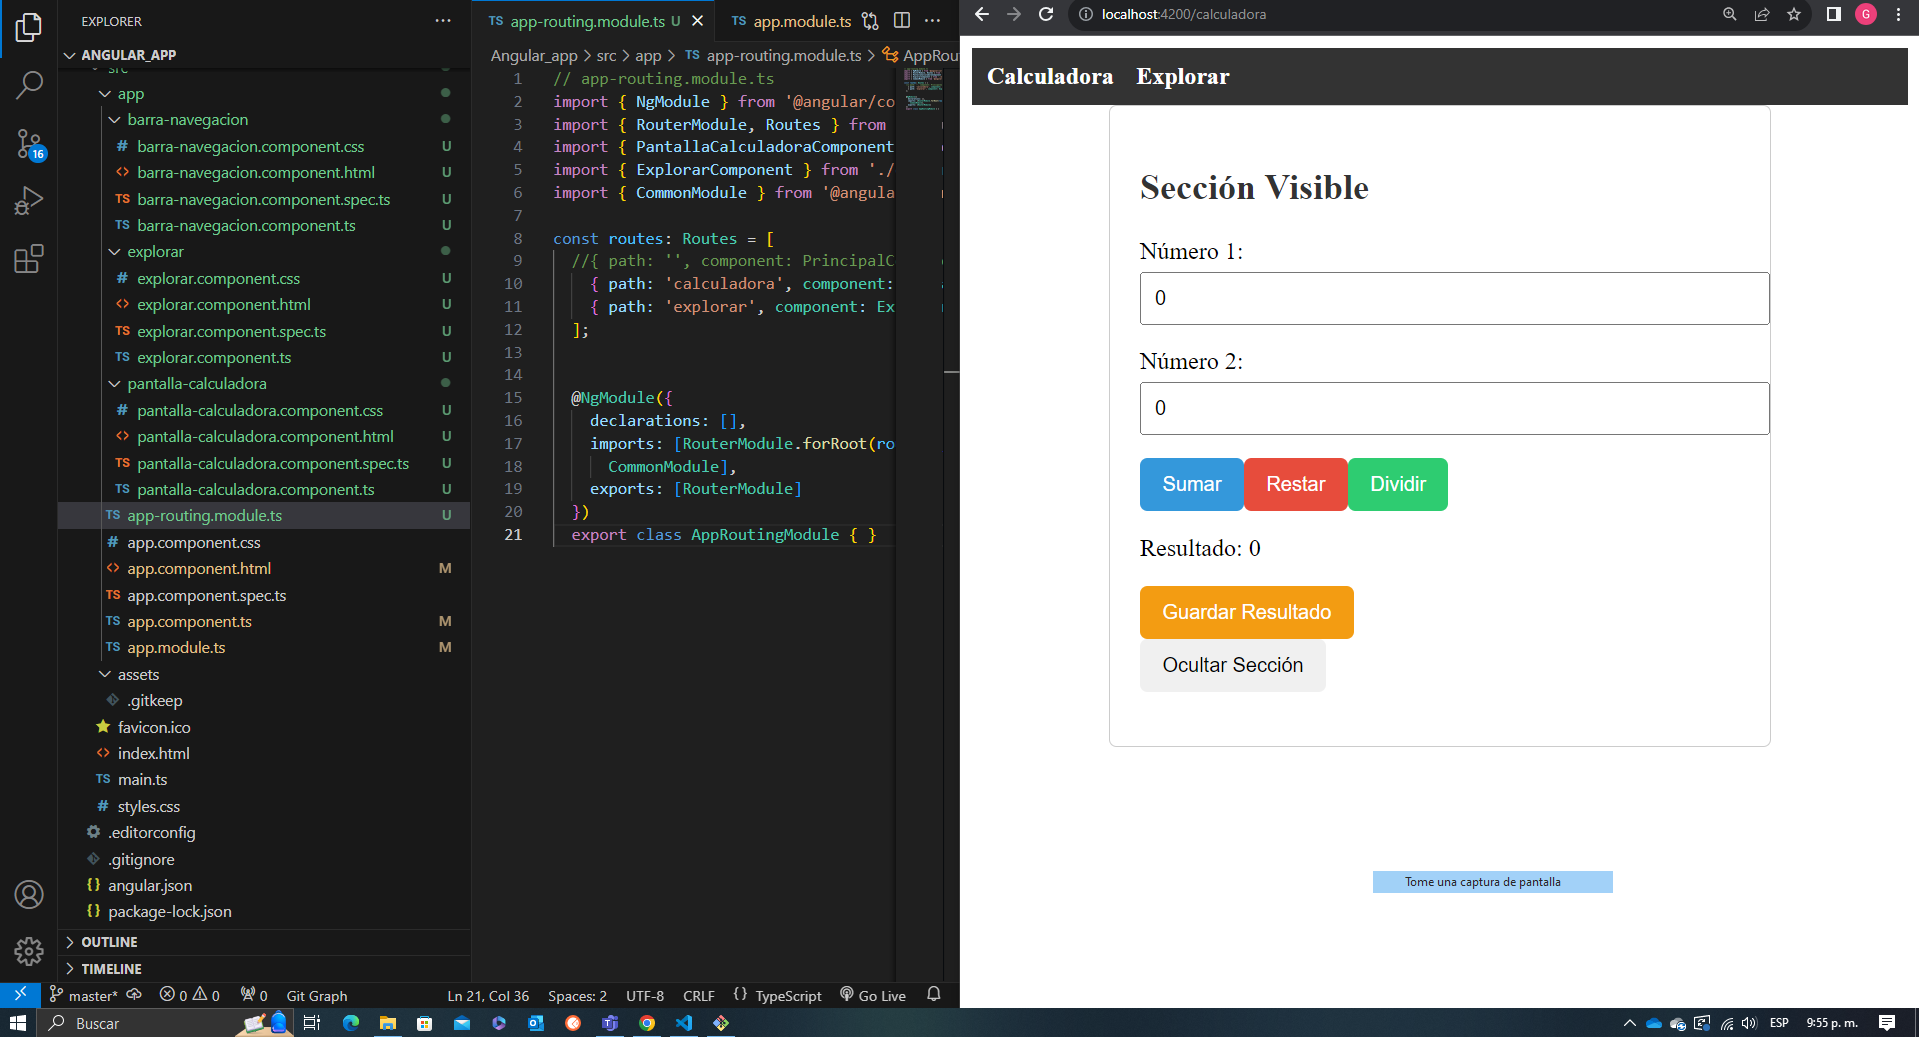 EXPLORER
ANGULAR_APP
src
app
barra-navegacion
# barra-navegacion.component.css U
<> barra-navegacion.component.html U
TS barra-navegacion.component.spec.ts U
TS barra-navegacion.component.ts U
explorar
# explorar.component.css U
<> explorar.component.html U
TS explorar.component.spec.ts U
TS explorar.component.ts U
pantalla-calculadora
# pantalla-calculadora.component.css U
<> pantalla-calculadora.component.html U
TS pantalla-calculadora.component.spec.ts U
TS pantalla-calculadora.component.ts U
TS app-routing.module.ts U
# app.component.css
<> app.component.html M
TS app.component.spec.ts
TS app.component.ts M
TS app.module.ts M
assets
.gitkeep
favicon.ico
<> index.html
TS main.ts
# styles.css
.editorconfig
.gitignore
{} angular.json
{} package-lock.json
OUTLINE
TIMELINE
16
TS app-routing.module.ts U
TS app.module.ts
Angular_app > src > app > TS app-routing.module.ts > AppRou
1 // app-routing.module.ts
2 import { NgModule } from '@angular/co
3 import { RouterModule, Routes } from
4 import { PantallaCalculadoraComponent
5 import { ExplorarComponent } from './
6 import { CommonModule } from '@angula
7
8 const routes: Routes = [
9 //{ path: '', component: PrincipalC
10 { path: 'calculadora', component:
11 { path: 'explorar', component: Ex
12 ];
13
14
15 @NgModule({
16 declarations: [],
17 imports: [RouterModule.forRoot(ro
18 CommonModule],
19 exports: [RouterModule]
20 })
21 export class AppRoutingModule { }
master* 0 0 0 Git Graph Ln 21, Col 36 Spaces: 2 UTF-8 CRLF {} TypeScript Go Live
localhost:4200/calculadora
G
Calculadora Explorar
Sección Visible
Número 1:
0
Número 2:
0
Sumar Restar Dividir
Resultado: 0
Guardar Resultado
Ocultar Sección
Tome una captura de pantalla
Buscar
ESP 9:55 p. m.